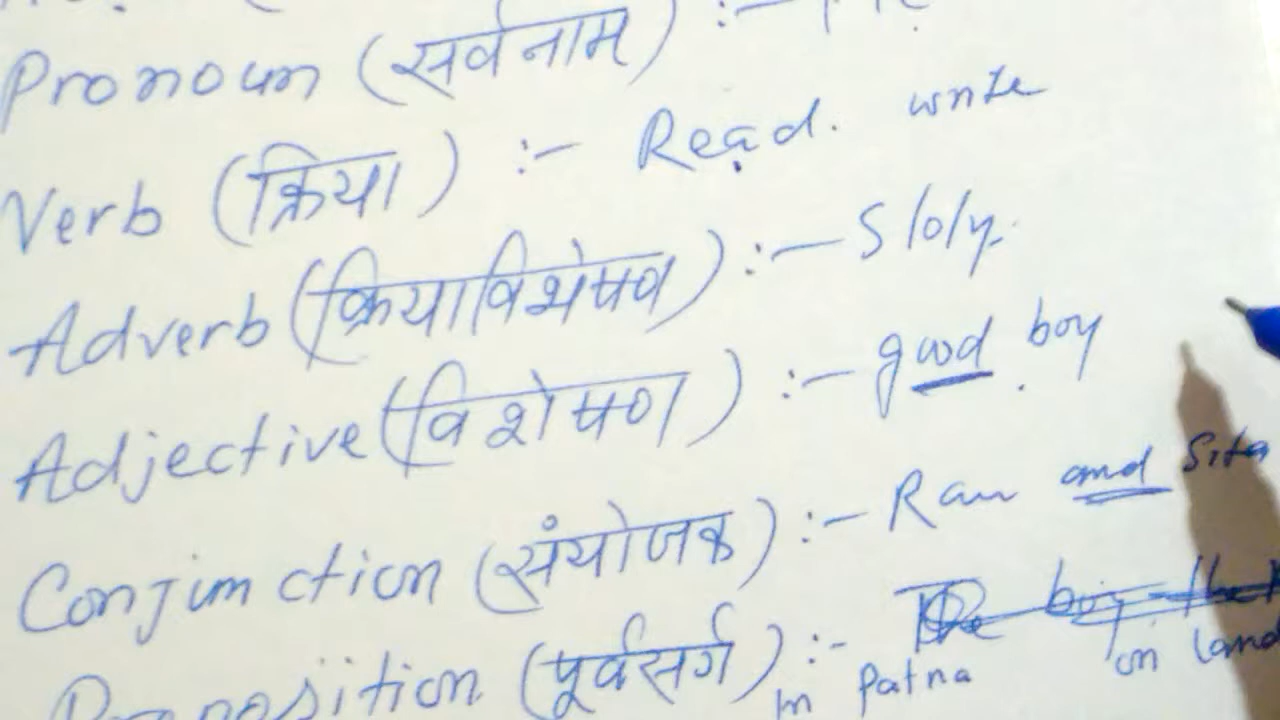 Pronoun (सर्वनाम) :-
Verb (क्रिया) :- Read. write
Adverb (क्रियाविशेषण) :- Sloly.
Adjective (विशेषण) :- good boy
Conjunction (संयोजक) :- Ram and Sita
Preposition (पूर्वसर्ग) :- in Patna on land